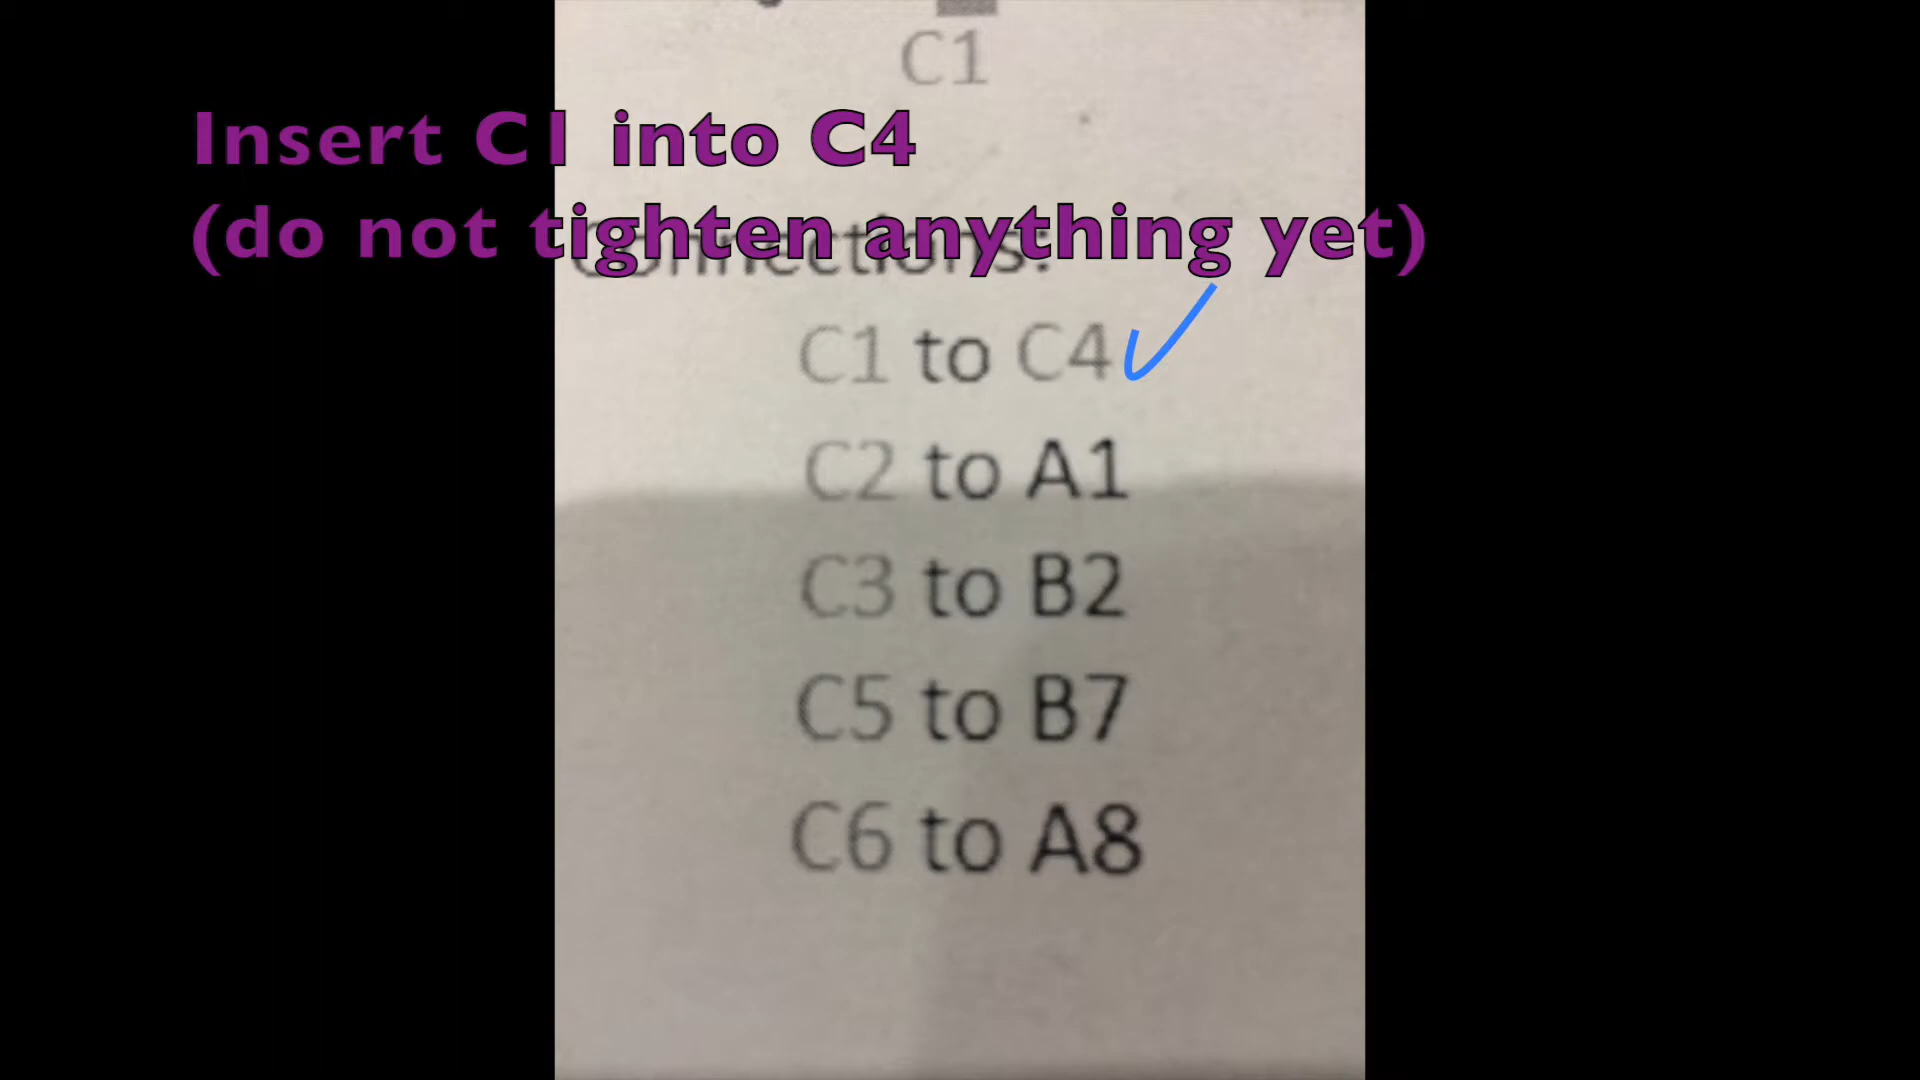 C1
Insert C1 into C4
(do not tighten anything yet)
Connections:
C1 to C4
C2 to A1
C3 to B2
C5 to B7
C6 to A8